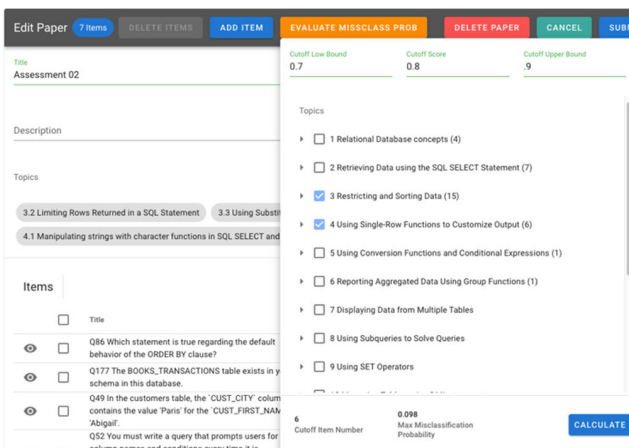 Edit Paper 7 Items DELETE ITEMS ADD ITEM EVALUATE MISSCLASS PROB DELETE PAPER CANCEL SUB
Title
Assessment 02
Description
Topics
3.2 Limiting Rows Returned in a SQL Statement 3.3 Using Substi
4.1 Manipulating strings with character functions in SQL SELECT and
Items
Title
Q86 Which statement is true regarding the default
behavior of the ORDER BY clause?
Q177 The BOOKS_TRANSACTIONS table exists in y
schema in this database.
Q49 In the customers table, the `CUST_CITY` colum
contains the value 'Paris' for the `CUST_FIRST_NAM
'Abigail'.
Q52 You must write a query that prompts users for
column names and conditions every time it is
Cutoff Low Bound Cutoff Score Cutoff Upper Bound
0.7 0.8 .9
Topics
1 Relational Database concepts (4)
2 Retrieving Data using the SQL SELECT Statement (7)
3 Restricting and Sorting Data (15)
4 Using Single-Row Functions to Customize Output (6)
5 Using Conversion Functions and Conditional Expressions (1)
6 Reporting Aggregated Data Using Group Functions (1)
7 Displaying Data from Multiple Tables
8 Using Subqueries to Solve Queries
9 Using SET Operators
6 0.098
Cutoff Item Number Max Misclassification
Probability
CALCULATE